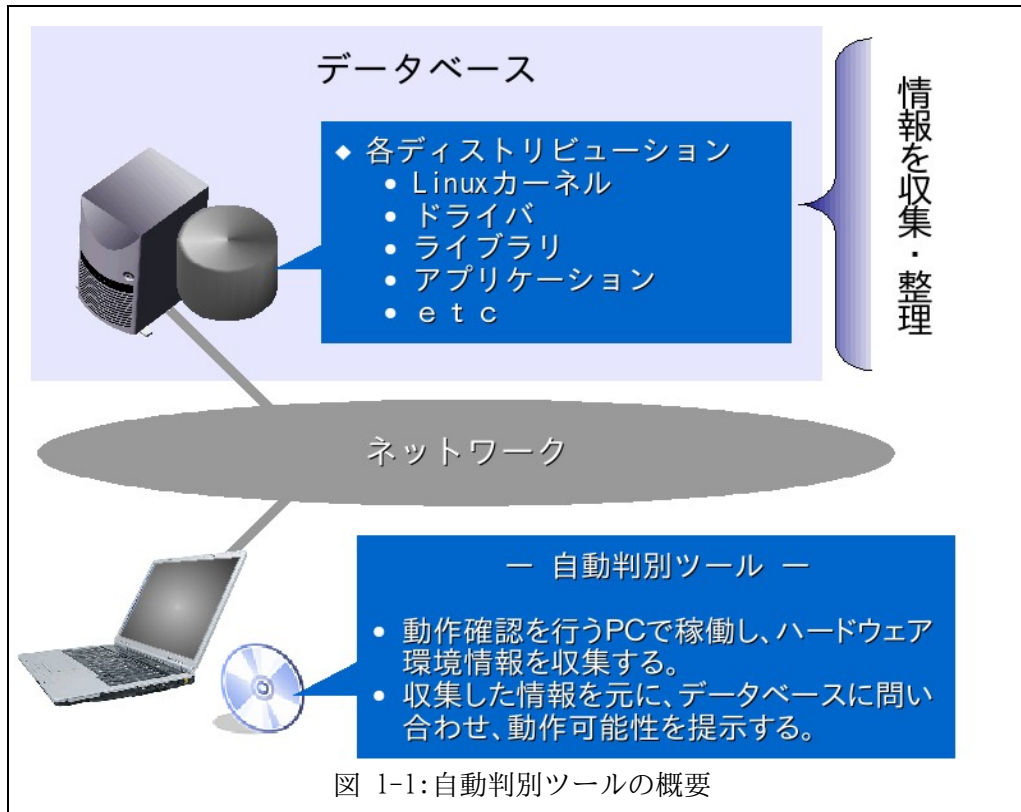 データベース
◆ 各ディストリビューション
• Linuxカーネル
• ドライバ
• ライブラリ
• アプリケーション
• ｅｔｃ
情報を収集・整理
ネットワーク
― 自動判別ツール ―
• 動作確認を行うPCで稼働し、ハードウェア
環境情報を収集する。
• 収集した情報を元に、データベースに問い
合わせ、動作可能性を提示する。
図 1-1:自動判別ツールの概要